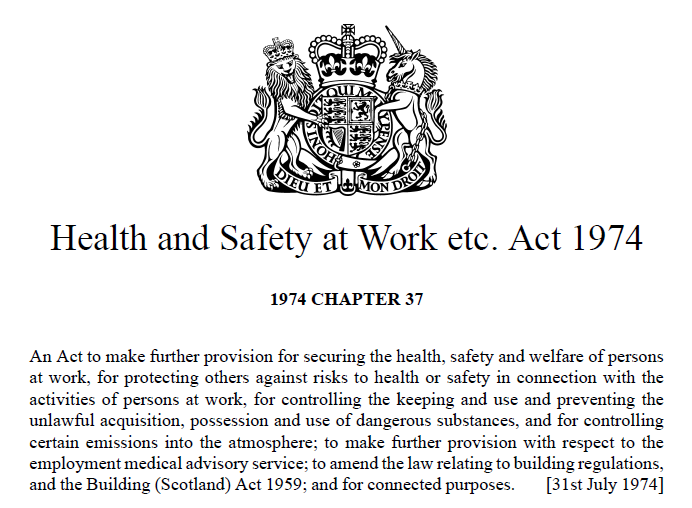 HONI SOIT QUI MAL Y PENSE
DIEU ET MON DROIT
Health and Safety at Work etc. Act 1974
1974 CHAPTER 37
An Act to make further provision for securing the health, safety and welfare of persons
at work, for protecting others against risks to health or safety in connection with the
activities of persons at work, for controlling the keeping and use and preventing the
unlawful acquisition, possession and use of dangerous substances, and for controlling
certain emissions into the atmosphere; to make further provision with respect to the
employment medical advisory service; to amend the law relating to building regulations,
and the Building (Scotland) Act 1959; and for connected purposes. [31st July 1974]